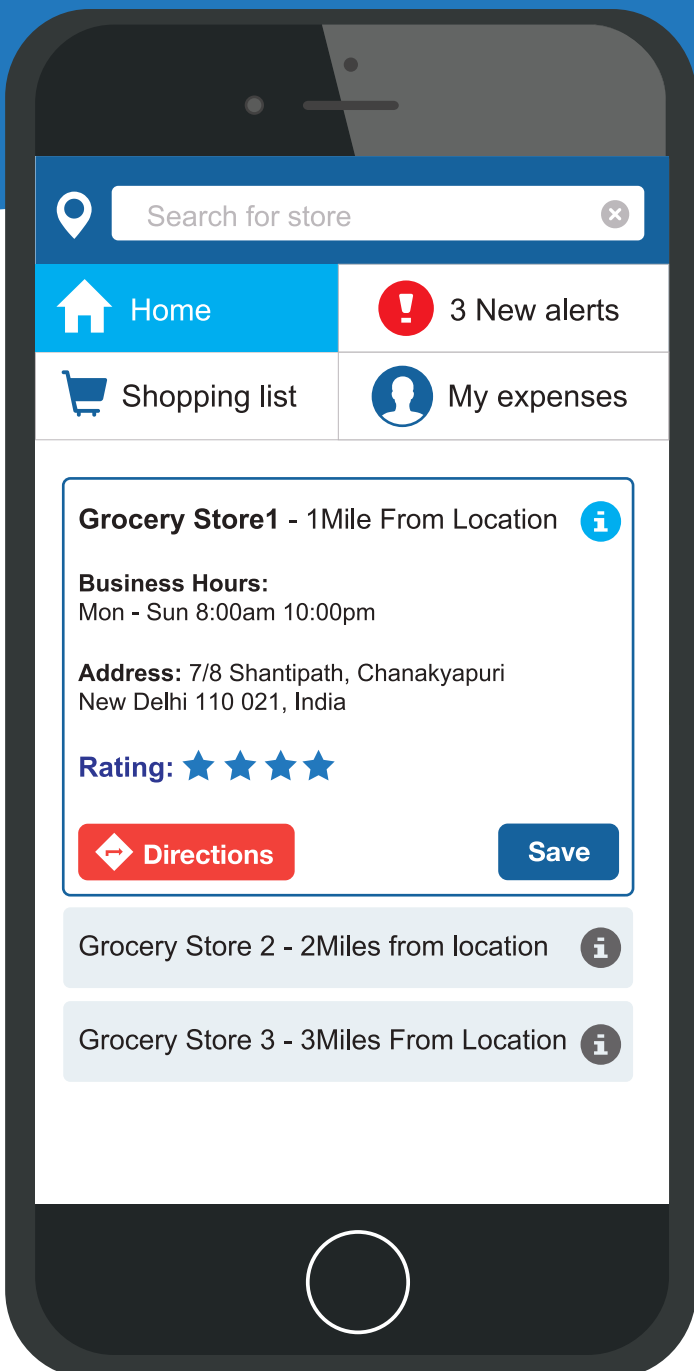 Search for store
Home
3 New alerts
Shopping list
My expenses
Grocery Store1 - 1Mile From Location
Business Hours:
Mon - Sun 8:00am 10:00pm
Address: 7/8 Shantipath, Chanakyapuri
New Delhi 110 021, India
Rating:
Directions
Save
Grocery Store 2 - 2Miles from location
Grocery Store 3 - 3Miles From Location